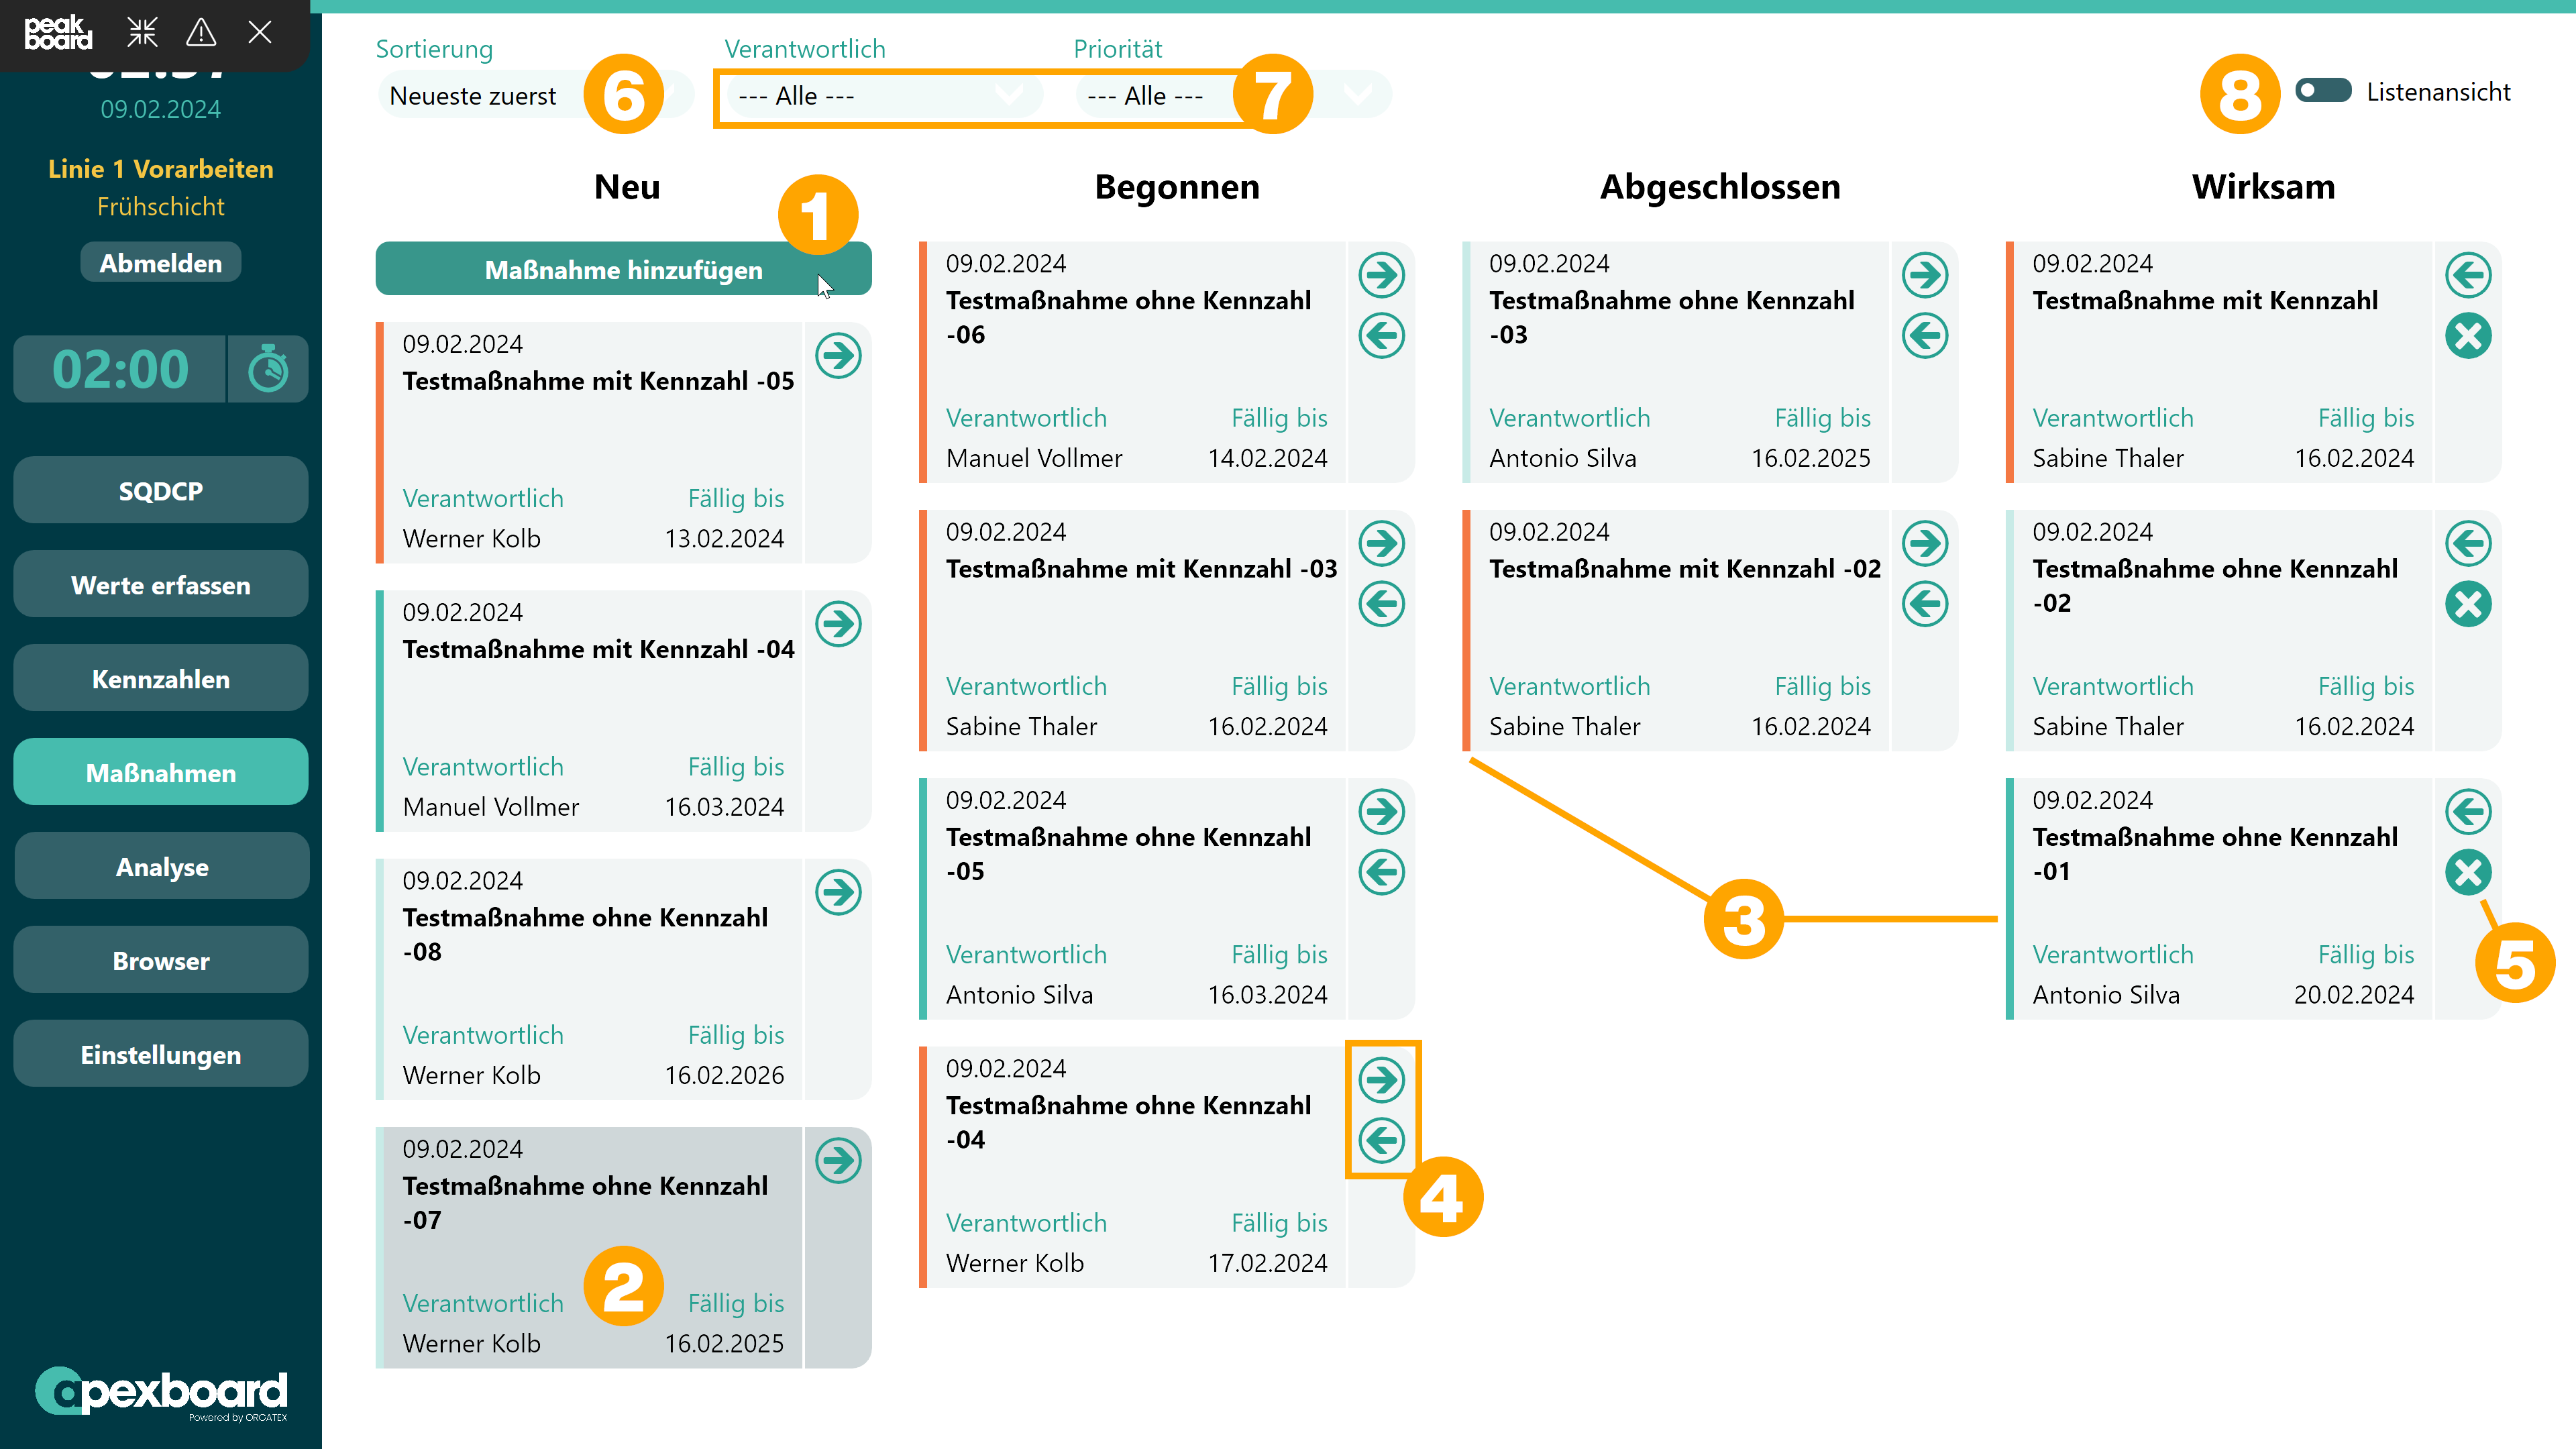 peak
board
09.02.2024
Linie 1 Vorarbeiten
Frühschicht
Abmelden
02:00
SQDCP
Werte erfassen
Kennzahlen
Maßnahmen
Analyse
Browser
Einstellungen
apexboard
Powered by ORCATEX
Sortierung
Neueste zuerst
6
Verantwortlich
--- Alle ---
Priorität
--- Alle ---
7
8
Listenansicht
Neu
1
Maßnahme hinzufügen
09.02.2024
Testmaßnahme mit Kennzahl -05
Verantwortlich Fällig bis
Werner Kolb 13.02.2024
09.02.2024
Testmaßnahme mit Kennzahl -04
Verantwortlich Fällig bis
Manuel Vollmer 16.03.2024
09.02.2024
Testmaßnahme ohne Kennzahl
-08
Verantwortlich Fällig bis
Werner Kolb 16.02.2026
09.02.2024
Testmaßnahme ohne Kennzahl
-07
2
Verantwortlich Fällig bis
Werner Kolb 16.02.2025
Begonnen
09.02.2024
Testmaßnahme ohne Kennzahl
-06
Verantwortlich Fällig bis
Manuel Vollmer 14.02.2024
09.02.2024
Testmaßnahme mit Kennzahl -03
Verantwortlich Fällig bis
Sabine Thaler 16.02.2024
09.02.2024
Testmaßnahme ohne Kennzahl
-05
Verantwortlich Fällig bis
Antonio Silva 16.03.2024
09.02.2024
Testmaßnahme ohne Kennzahl
-04
4
Verantwortlich Fällig bis
Werner Kolb 17.02.2024
Abgeschlossen
09.02.2024
Testmaßnahme ohne Kennzahl
-03
Verantwortlich Fällig bis
Antonio Silva 16.02.2025
09.02.2024
Testmaßnahme mit Kennzahl -02
Verantwortlich Fällig bis
Sabine Thaler 16.02.2024
3
Wirksam
09.02.2024
Testmaßnahme mit Kennzahl
Verantwortlich Fällig bis
Sabine Thaler 16.02.2024
09.02.2024
Testmaßnahme ohne Kennzahl
-02
Verantwortlich Fällig bis
Sabine Thaler 16.02.2024
09.02.2024
Testmaßnahme ohne Kennzahl
-01
Verantwortlich Fällig bis
Antonio Silva 20.02.2024
5